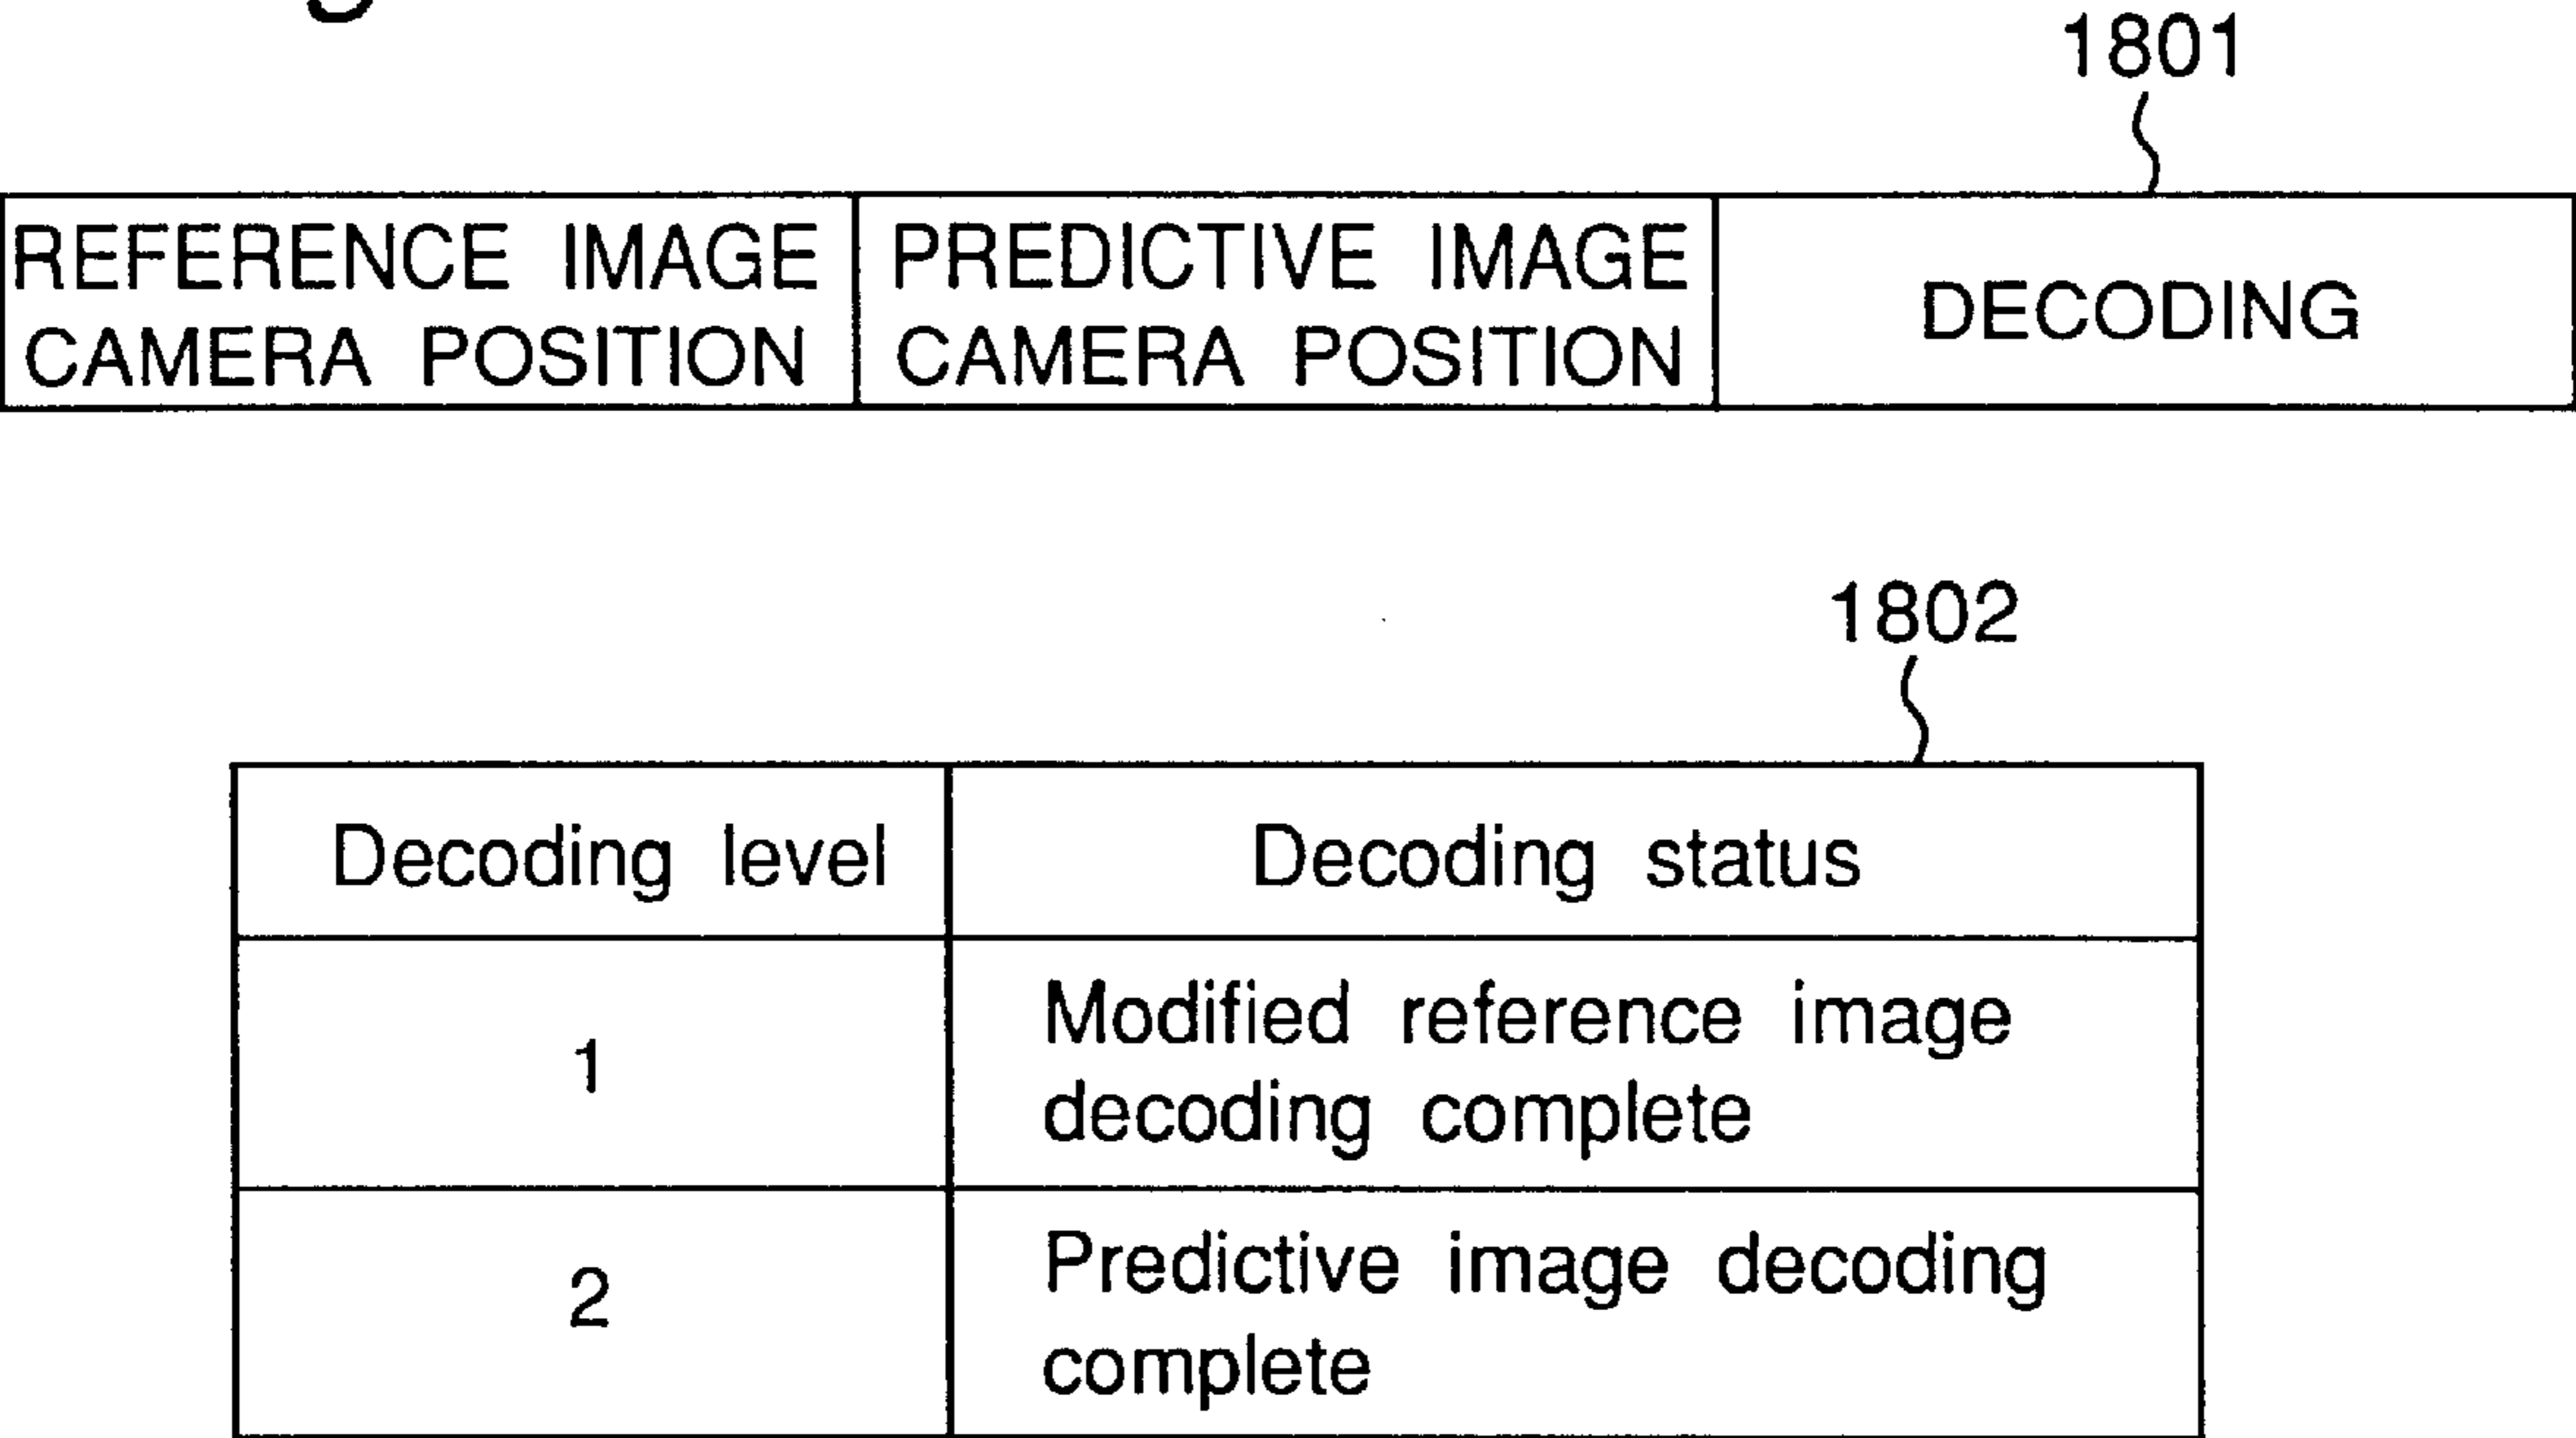 1801
REFERENCE IMAGE CAMERA POSITION
PREDICTIVE IMAGE CAMERA POSITION
DECODING
1802
Decoding level
Decoding status
1
Modified reference image
decoding complete
2
Predictive image decoding
complete